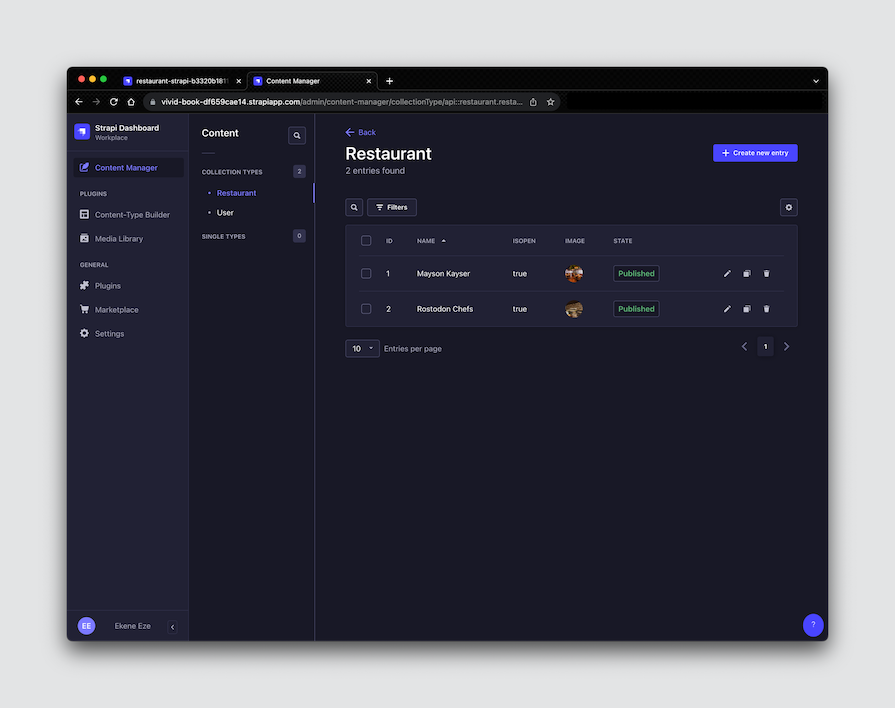 restaurant-strapi-b3320b181
Content Manager
vivid-book-df659cae14.strapiapp.com/admin/content-manager/collectionType/api::restaurant.resta...
Strapi Dashboard
Workplace
Content Manager
PLUGINS
Content-Type Builder
Media Library
GENERAL
Plugins
Marketplace
Settings
EE
Ekene Eze
Content
COLLECTION TYPES 2
Restaurant
User
SINGLE TYPES 0
Back
Restaurant
2 entries found
Create new entry
Filters
ID NAME ISOPEN IMAGE STATE
1 Mayson Kayser true Published
2 Rostodon Chefs true Published
10 Entries per page
1
?